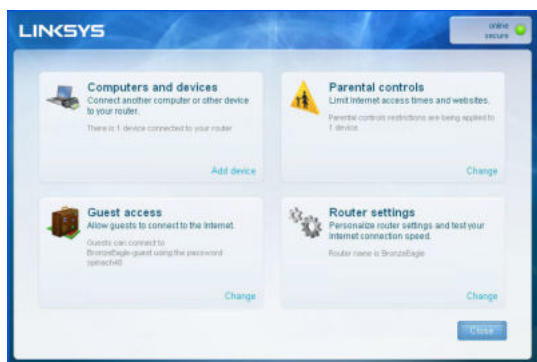 LINKSYS
online
secure
Computers and devices
Connect another computer or other device
to your router.
There is 1 device connected to your router
Add device
Parental controls
Limit Internet access times and websites.
Parental controls restrictions are being applied to
1 device.
Change
Guest access
Allow guests to connect to the Internet.
Guests can connect to
BronzeEagle-guest using the password
spinach40
Change
Router settings
Personalize router settings and test your
internet connection speed.
Router name is BronzeEagle
Change
Close